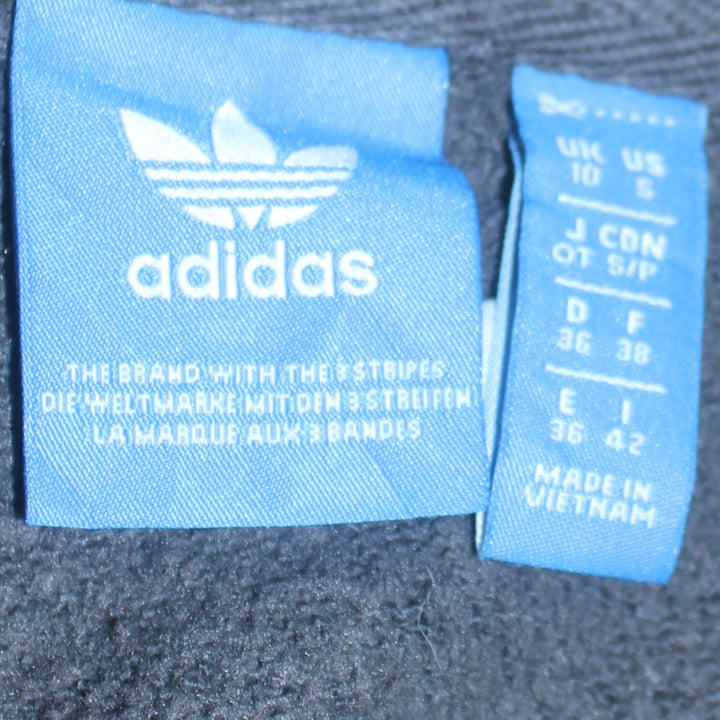 adidas
THE BRAND WITH THE 3 STRIPES
DIE WELTMARKE MIT DEN 3 STREIFEN
LA MARQUE AUX 3 BANDES
UK US
10 S
J CDN
OT S/P
D F
36 38
E I
36 42
MADE IN
VIETNAM